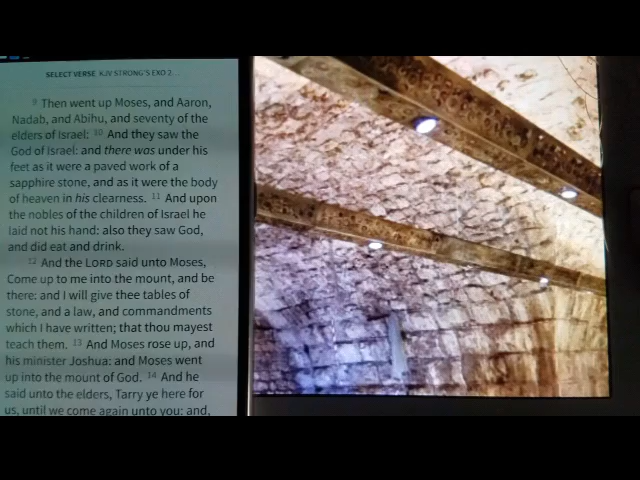 SELECT VERSE KJV STRONG'S EXO 2...
9 Then went up Moses, and Aaron,
Nadab, and Abihu, and seventy of the
elders of Israel: 10 And they saw the
God of Israel: and there was under his
feet as it were a paved work of a
sapphire stone, and as it were the body
of heaven in his clearness. 11 And upon
the nobles of the children of Israel he
laid not his hand: also they saw God,
and did eat and drink.
12 And the LORD said unto Moses,
Come up to me into the mount, and be
there: and I will give thee tables of
stone, and a law, and commandments
which I have written; that thou mayest
teach them. 13 And Moses rose up, and
his minister Joshua: and Moses went
up into the mount of God. 14 And he
said unto the elders, Tarry ye here for
us, until we come again unto you: and,